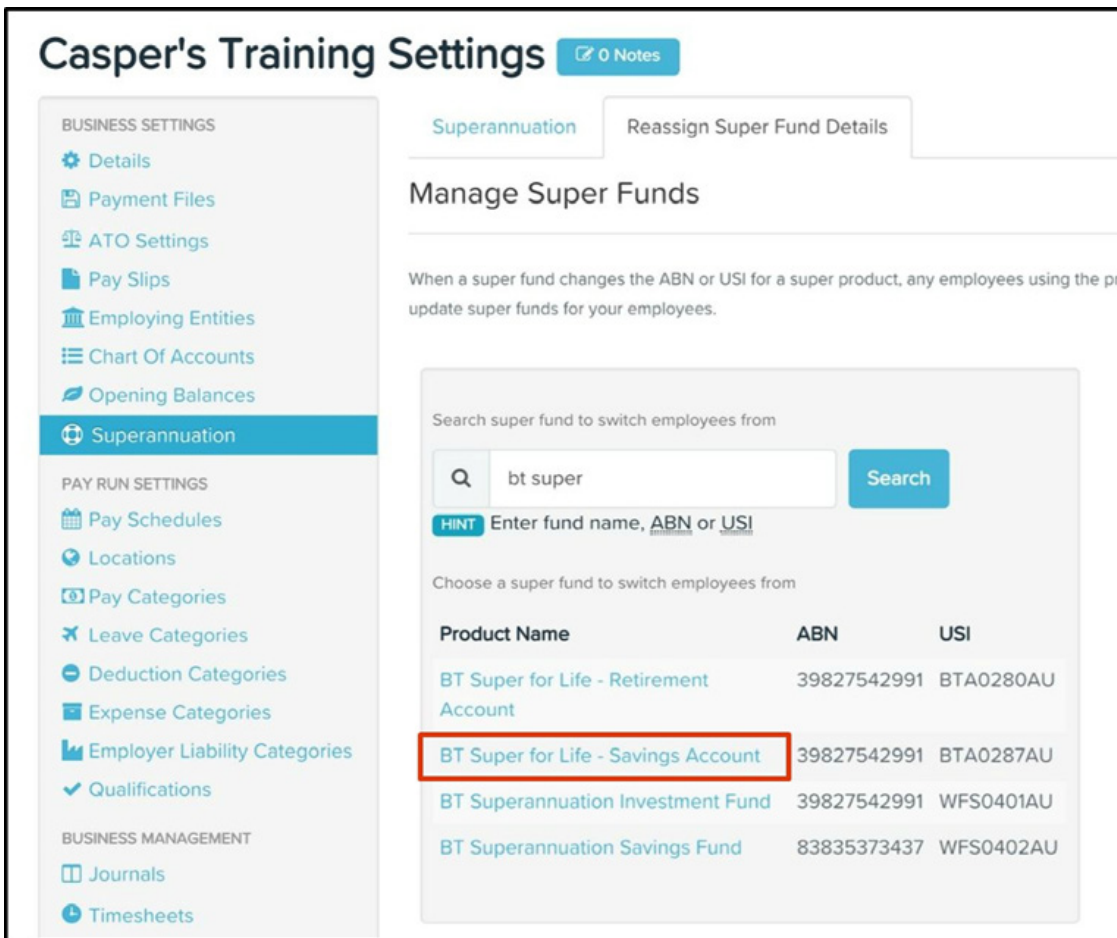 Casper's Training Settings 0 Notes
BUSINESS SETTINGS
Details
Payment Files
ATO Settings
Pay Slips
Employing Entities
Chart Of Accounts
Opening Balances
Superannuation
PAY RUN SETTINGS
Pay Schedules
Locations
Pay Categories
Leave Categories
Deduction Categories
Expense Categories
Employer Liability Categories
Qualifications
BUSINESS MANAGEMENT
Journals
Timesheets
Superannuation Reassign Super Fund Details
Manage Super Funds
When a super fund changes the ABN or USI for a super product, any employees using the
update super funds for your employees.
Search super fund to switch employees from
bt super Search
HINT Enter fund name, ABN or USI
Choose a super fund to switch employees from
Product Name ABN USI
BT Super for Life - Retirement 39827542991 BTA0280AU
Account
BT Super for Life - Savings Account 39827542991 BTA0287AU
BT Superannuation Investment Fund 39827542991 WFS0401AU
BT Superannuation Savings Fund 83835373437 WFS0402AU